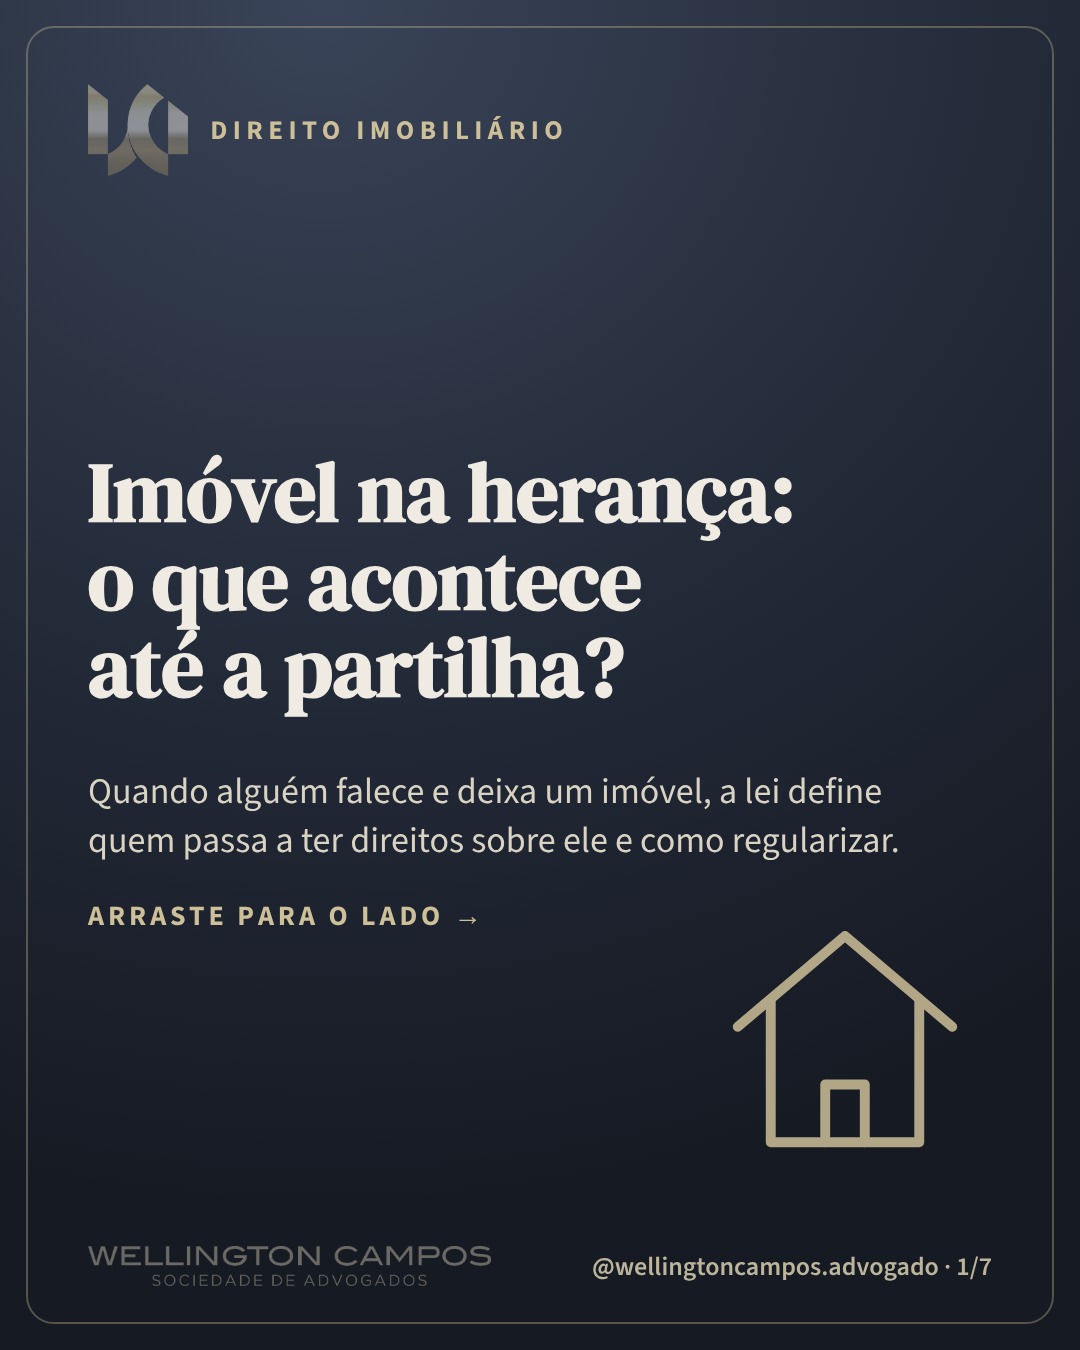 DIREITO IMOBILIÁRIO
Imóvel na herança:
o que acontece
até a partilha?
Quando alguém falece e deixa um imóvel, a lei define
quem passa a ter direitos sobre ele e como regularizar.
ARRASTE PARA O LADO →
WELLINGTON CAMPOS
SOCIEDADE DE ADVOGADOS
@wellingtoncampos.advogado · 1/7